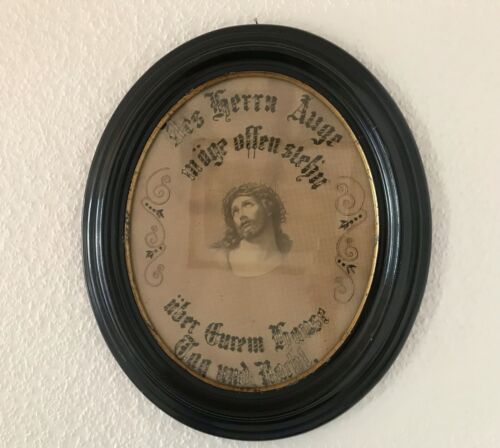 Des Herrn Auge
möge offen stehn
über Eurem Hause
Tag und Nacht.